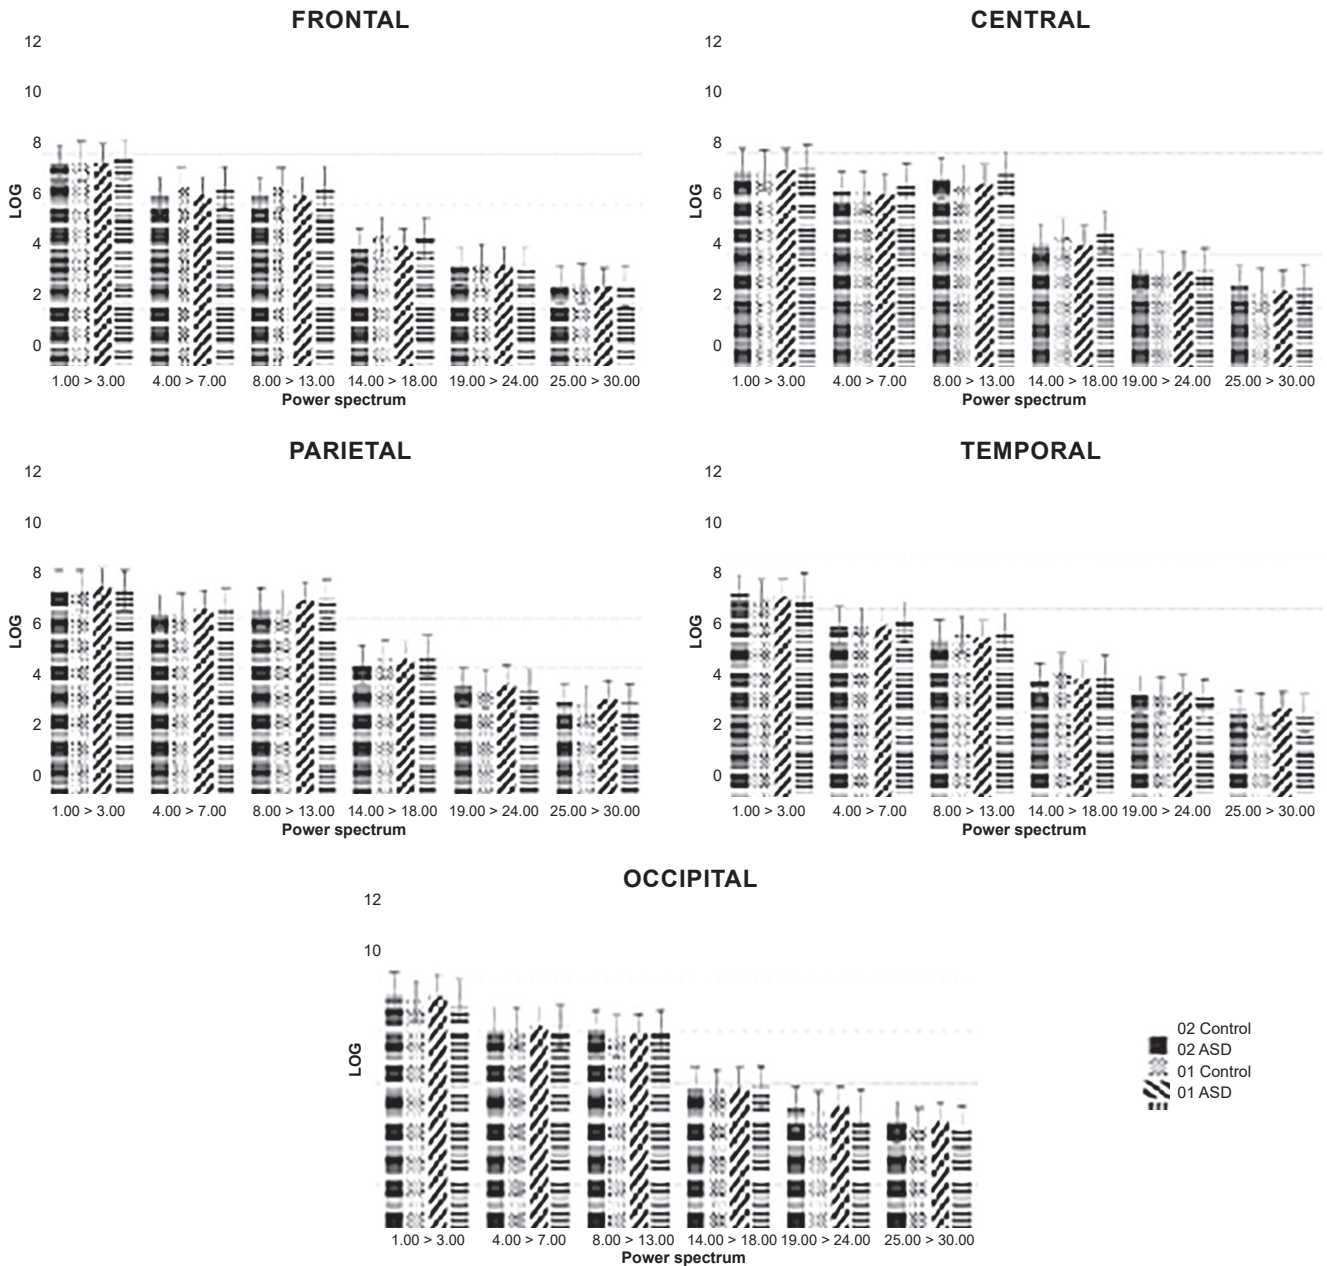 FRONTAL
12
10
8
6
4
2
0
LOG
1.00 > 3.00 4.00 > 7.00 8.00 > 13.00 14.00 > 18.00 19.00 > 24.00 25.00 > 30.00
Power spectrum
CENTRAL
12
10
8
6
4
2
0
LOG
1.00 > 3.00 4.00 > 7.00 8.00 > 13.00 14.00 > 18.00 19.00 > 24.00 25.00 > 30.00
Power spectrum
PARIETAL
12
10
8
6
4
2
0
LOG
1.00 > 3.00 4.00 > 7.00 8.00 > 13.00 14.00 > 18.00 19.00 > 24.00 25.00 > 30.00
Power spectrum
TEMPORAL
12
10
8
6
4
2
0
LOG
1.00 > 3.00 4.00 > 7.00 8.00 > 13.00 14.00 > 18.00 19.00 > 24.00 25.00 > 30.00
Power spectrum
OCCIPITAL
12
10
LOG
1.00 > 3.00 4.00 > 7.00 8.00 > 13.00 14.00 > 18.00 19.00 > 24.00 25.00 > 30.00
Power spectrum
02 Control
02 ASD
01 Control
01 ASD